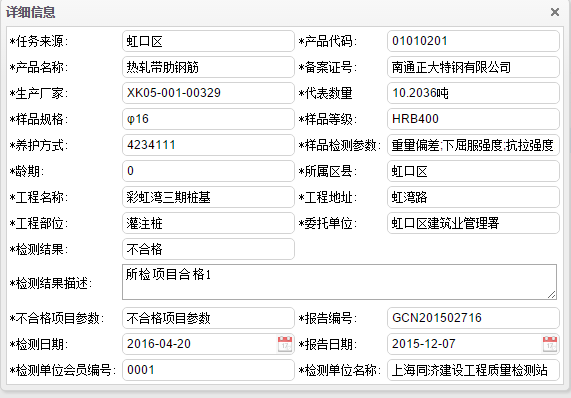 详细信息
*任务来源: 虹口区 *产品代码: 01010201
*产品名称: 热轧带肋钢筋 *备案证号: 南通正大特钢有限公司
*生产厂家: XK05-001-00329 *代表数量 10.2036吨
*样品规格: φ16 *样品等级: HRB400
*养护方式: 4234111 *样品检测参数: 重量偏差;下屈服强度;抗拉强度
*龄期: 0 *所属区县: 虹口区
*工程名称: 彩虹湾三期桩基 *工程地址: 虹湾路
*工程部位: 灌注桩 *委托单位: 虹口区建筑业管理署
*检测结果: 不合格
*检测结果描述: 所检项目合格1
*不合格项目参数: 不合格项目参数 *报告编号: GCN201502716
*检测日期: 2016-04-20 *报告日期: 2015-12-07
*检测单位会员编号: 0001 *检测单位名称: 上海同济建设工程质量检测站